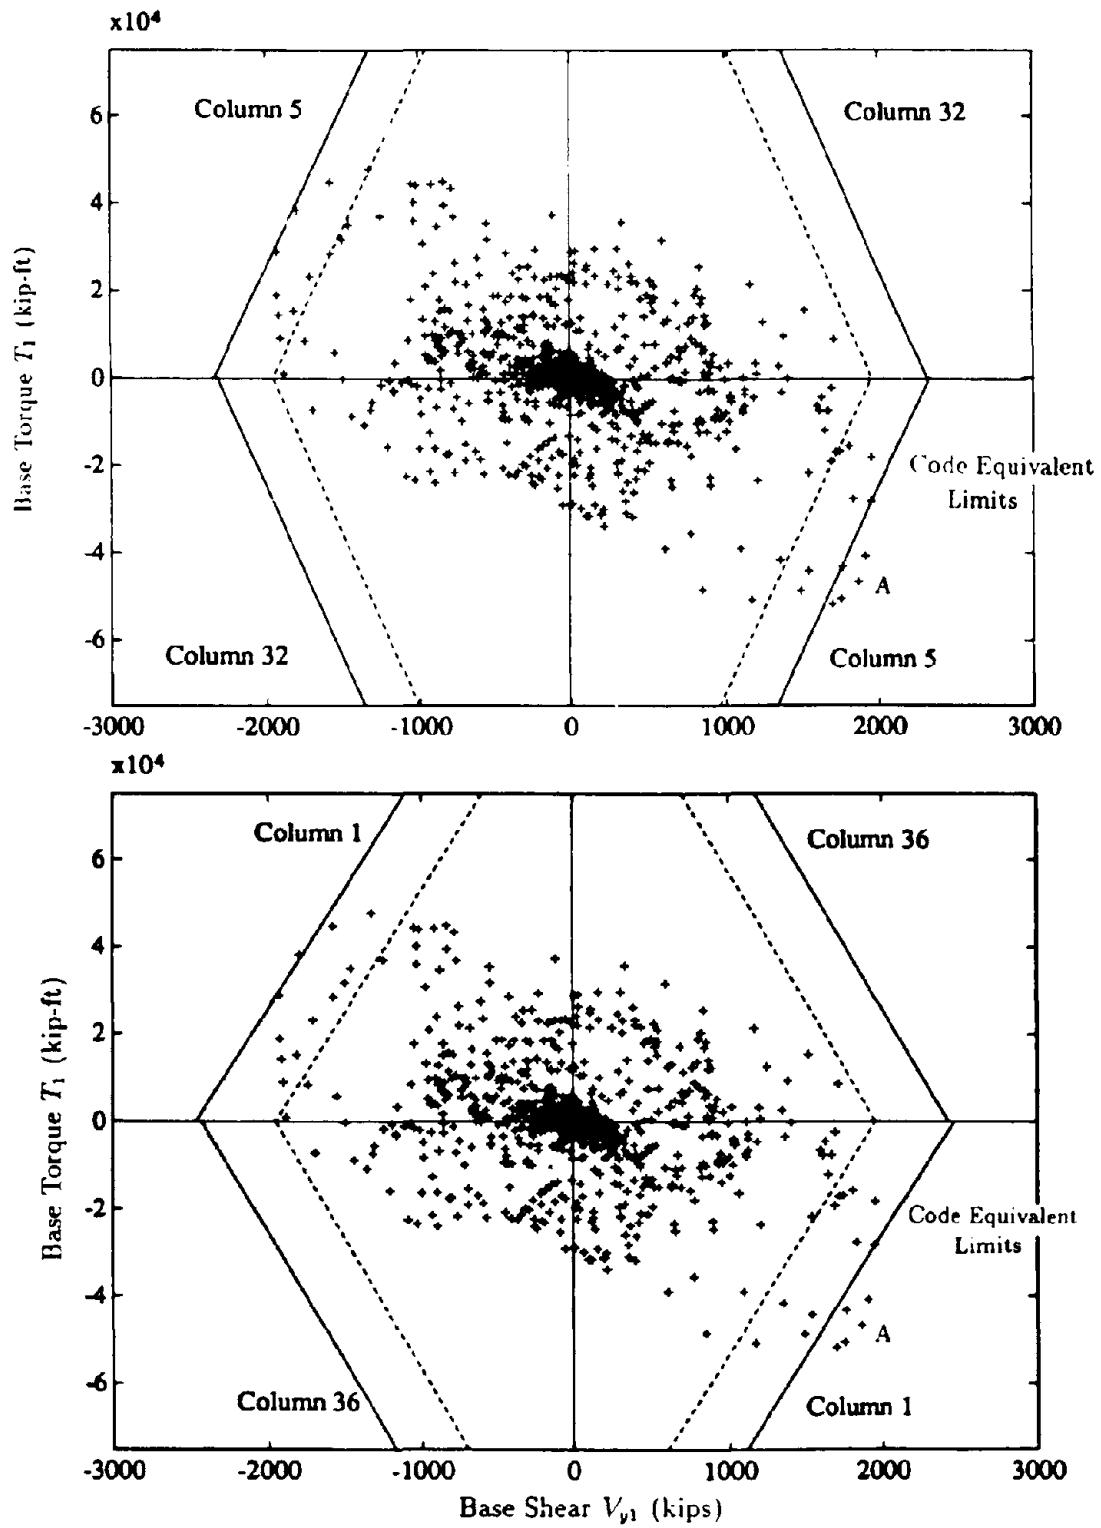 x10⁴
Column 5
Column 32
6
4
2
0
-2
-4
-6
Base Torque T₁ (kip-ft)
Code Equivalent
Limits
A
Column 32
Column 5
-3000 -2000 -1000 0 1000 2000 3000
x10⁴
Column 1
Column 36
6
4
2
0
-2
-4
-6
Base Torque T₁ (kip-ft)
Code Equivalent
Limits
A
Column 36
Column 1
-3000 -2000 -1000 0 1000 2000 3000
Base Shear Vy1 (kips)